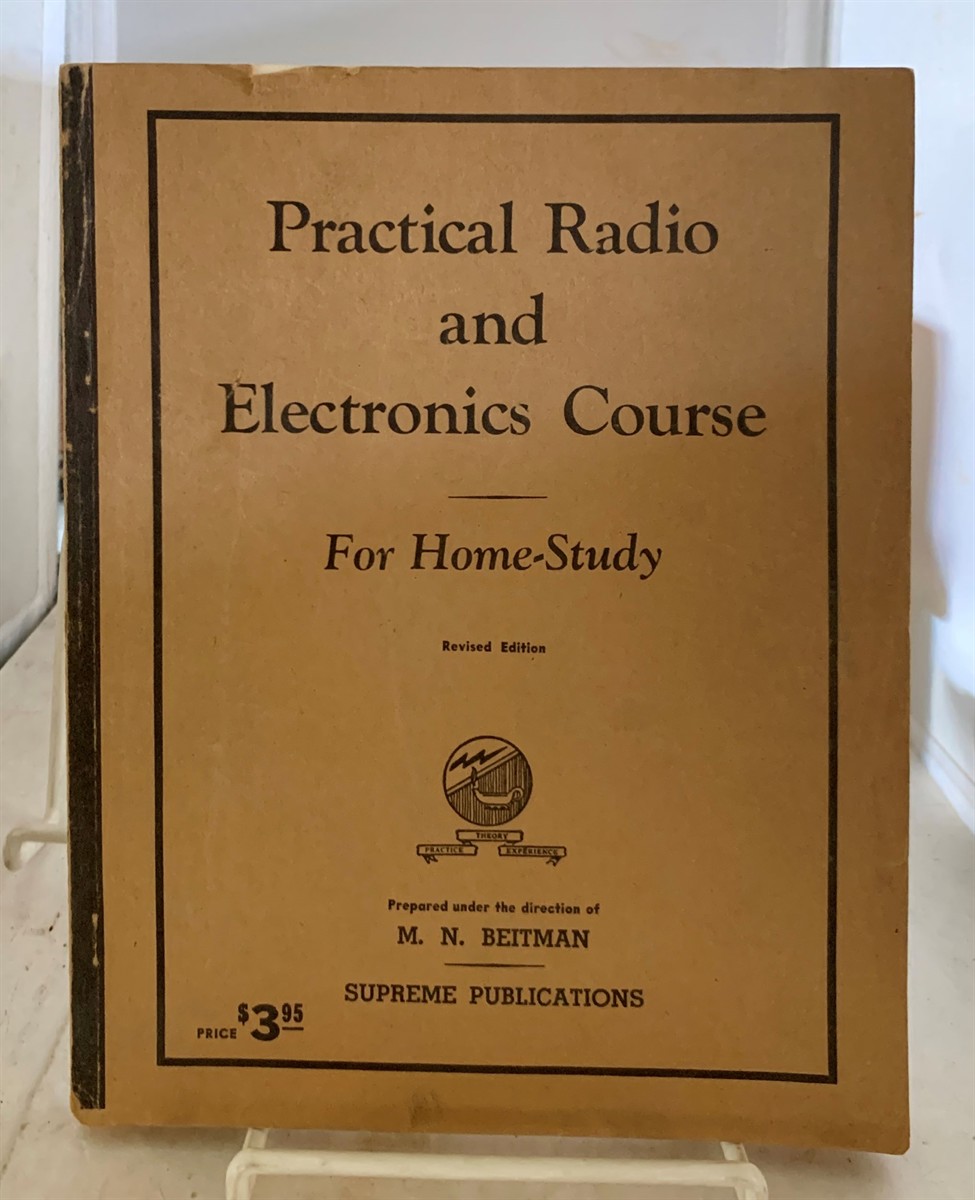 Practical Radio
and
Electronics Course
For Home-Study
Revised Edition
THEORY
PRACTICE EXPERIENCE
Prepared under the direction of
M. N. BEITMAN
SUPREME PUBLICATIONS
PRICE $3.95